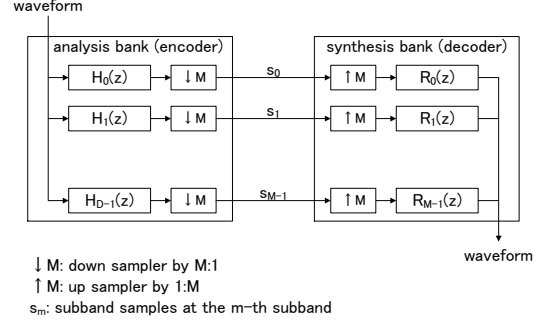 waveform
analysis bank (encoder)
synthesis bank (decoder)
H0(z)
↓M
s0
↑M
R0(z)
H1(z)
↓M
s1
↑M
R1(z)
HD-1(z)
↓M
sM-1
↑M
RM-1(z)
waveform
↓M: down sampler by M:1
↑M: up sampler by 1:M
sm: subband samples at the m-th subband